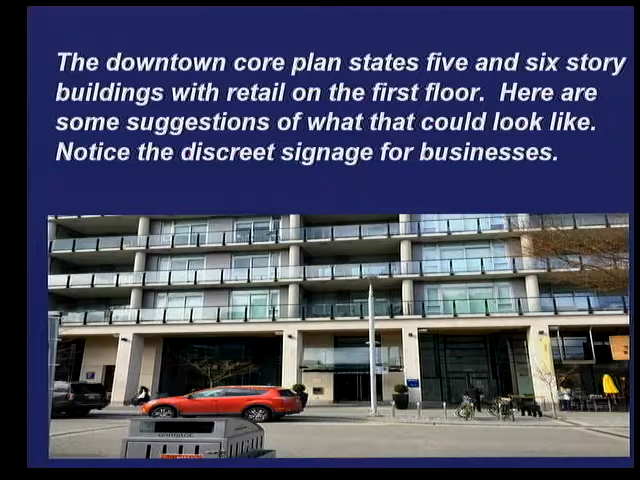 The downtown core plan states five and six story
buildings with retail on the first floor.  Here are
some suggestions of what that could look like.
Notice the discreet signage for businesses.
GARBAGE